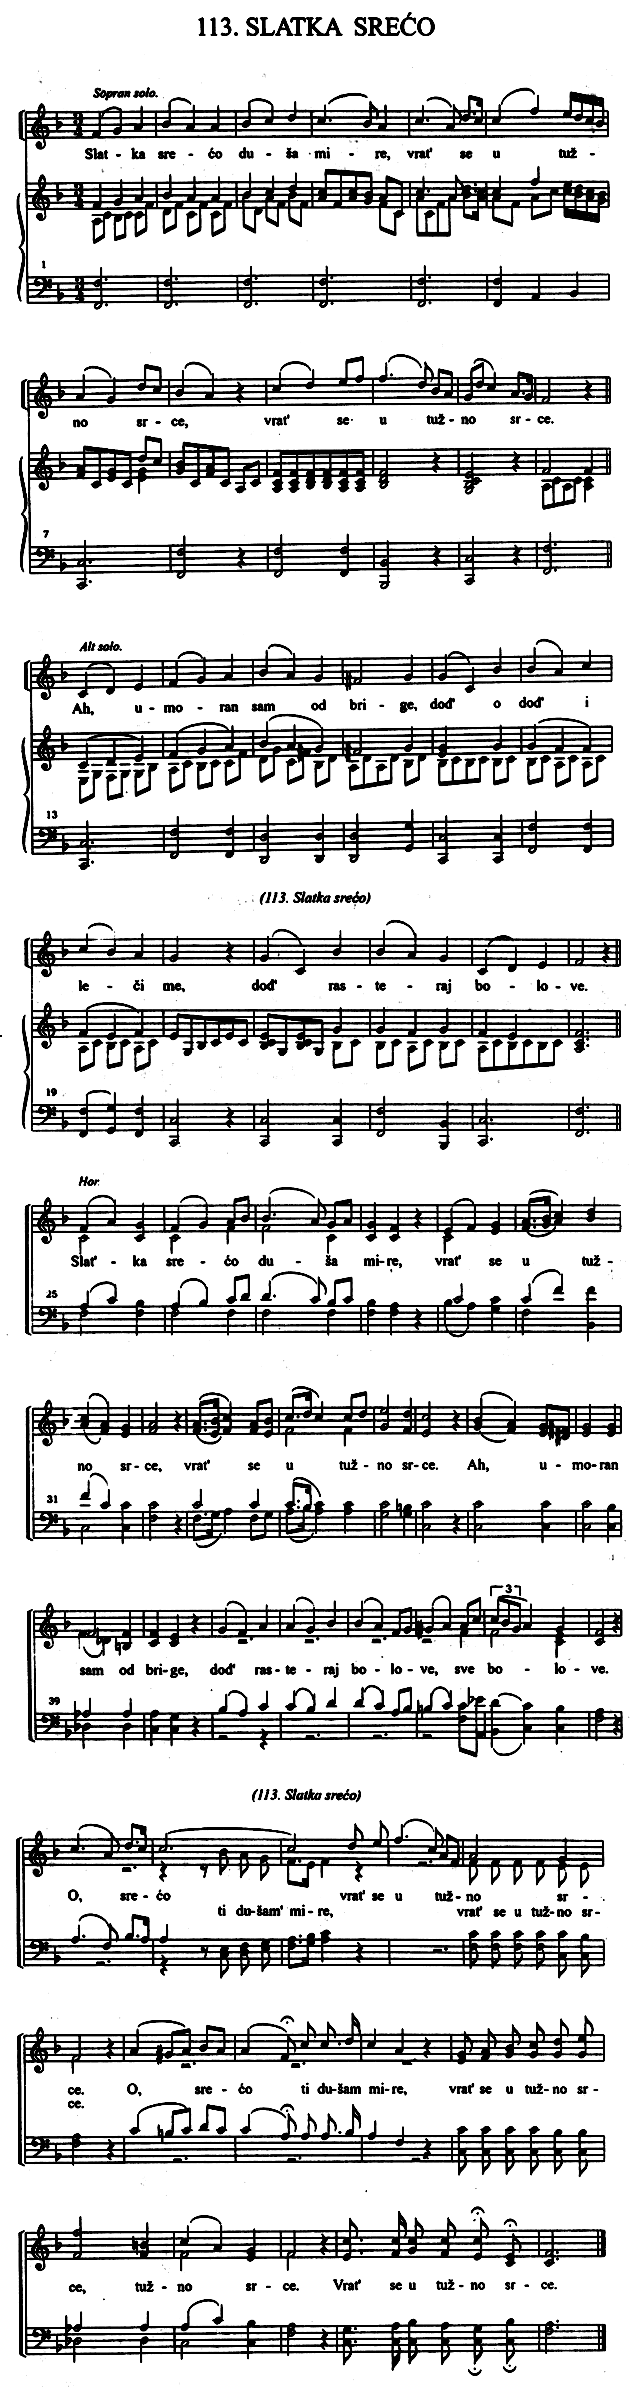 113. SLATKA SREĆO
Sopran solo.
Slat - ka sre - ćo du - ša mi - re, vrat' se u tuž -
1
no sr - ce, vrat' se u tuž - no sr - ce.
7
Alt solo.
Ah, u - mo - ran sam od bri - ge, dođ' o dođ' i
13
(113. Slatka srećo)
le - či me, dođ' ras - te - raj bo - lo - ve.
19
Hor.
Slat' - ka sre - ćo du - ša mi - re, vrat' se u tuž -
25
no sr - ce, vrat' se u tuž - no sr - ce. Ah, u - mo - ran
31
3
sam od bri - ge, dođ' ras - te - raj bo - lo - ve, sve bo - lo - ve.
39
(113. Slatka srećo)
O, sre - ćo vrat' se u tuž - no sr -
ti du - šam' mi - re, vrat' se u tuž - no sr -
ce. O, sre - ćo ti du - šam mi - re, vrat' se u tuž - no sr -
ce.
ce, tuž - no sr - ce. Vrat' se u tuž - no sr - ce.